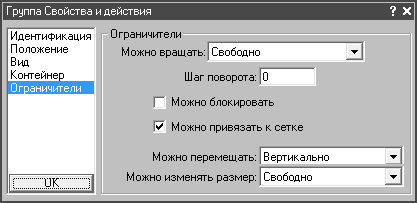 Группа Свойства и действия
Идентификация
Положение
Вид
Контейнер
Ограничители
OK
Ограничители
Можно вращать: Свободно
Шаг поворота: 0
Можно блокировать
Можно привязать к сетке
Можно перемещать: Вертикально
Можно изменять размер: Свободно